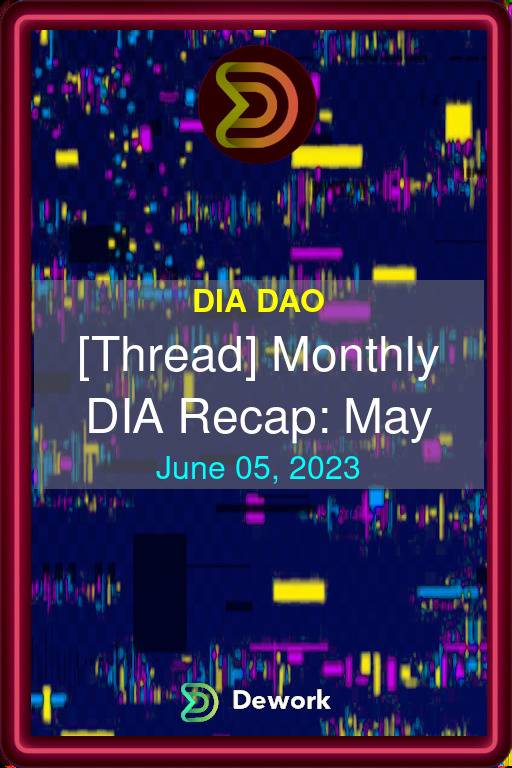 DIA DAO
[Thread] Monthly
DIA Recap: May
June 05, 2023
Dework